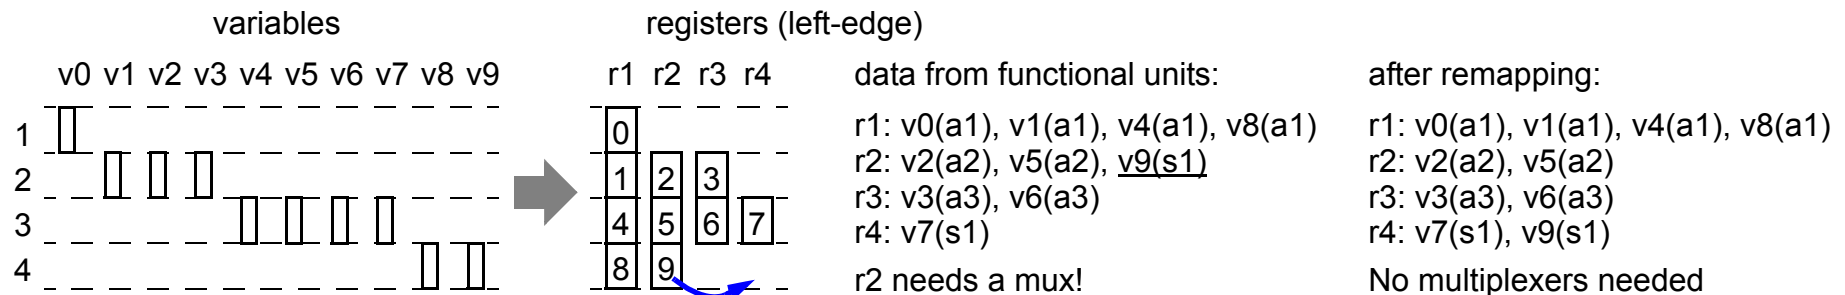 variables
registers (left-edge)
v0 v1 v2 v3 v4 v5 v6 v7 v8 v9
r1 r2 r3 r4
data from functional units:
after remapping:
1
0
r1: v0(a1), v1(a1), v4(a1), v8(a1)
r1: v0(a1), v1(a1), v4(a1), v8(a1)
2
1 2 3
r2: v2(a2), v5(a2), v9(s1)
r2: v2(a2), v5(a2)
r3: v3(a3), v6(a3)
r3: v3(a3), v6(a3)
3
4 5 6 7
r4: v7(s1)
r4: v7(s1), v9(s1)
4
8 9
r2 needs a mux!
No multiplexers needed